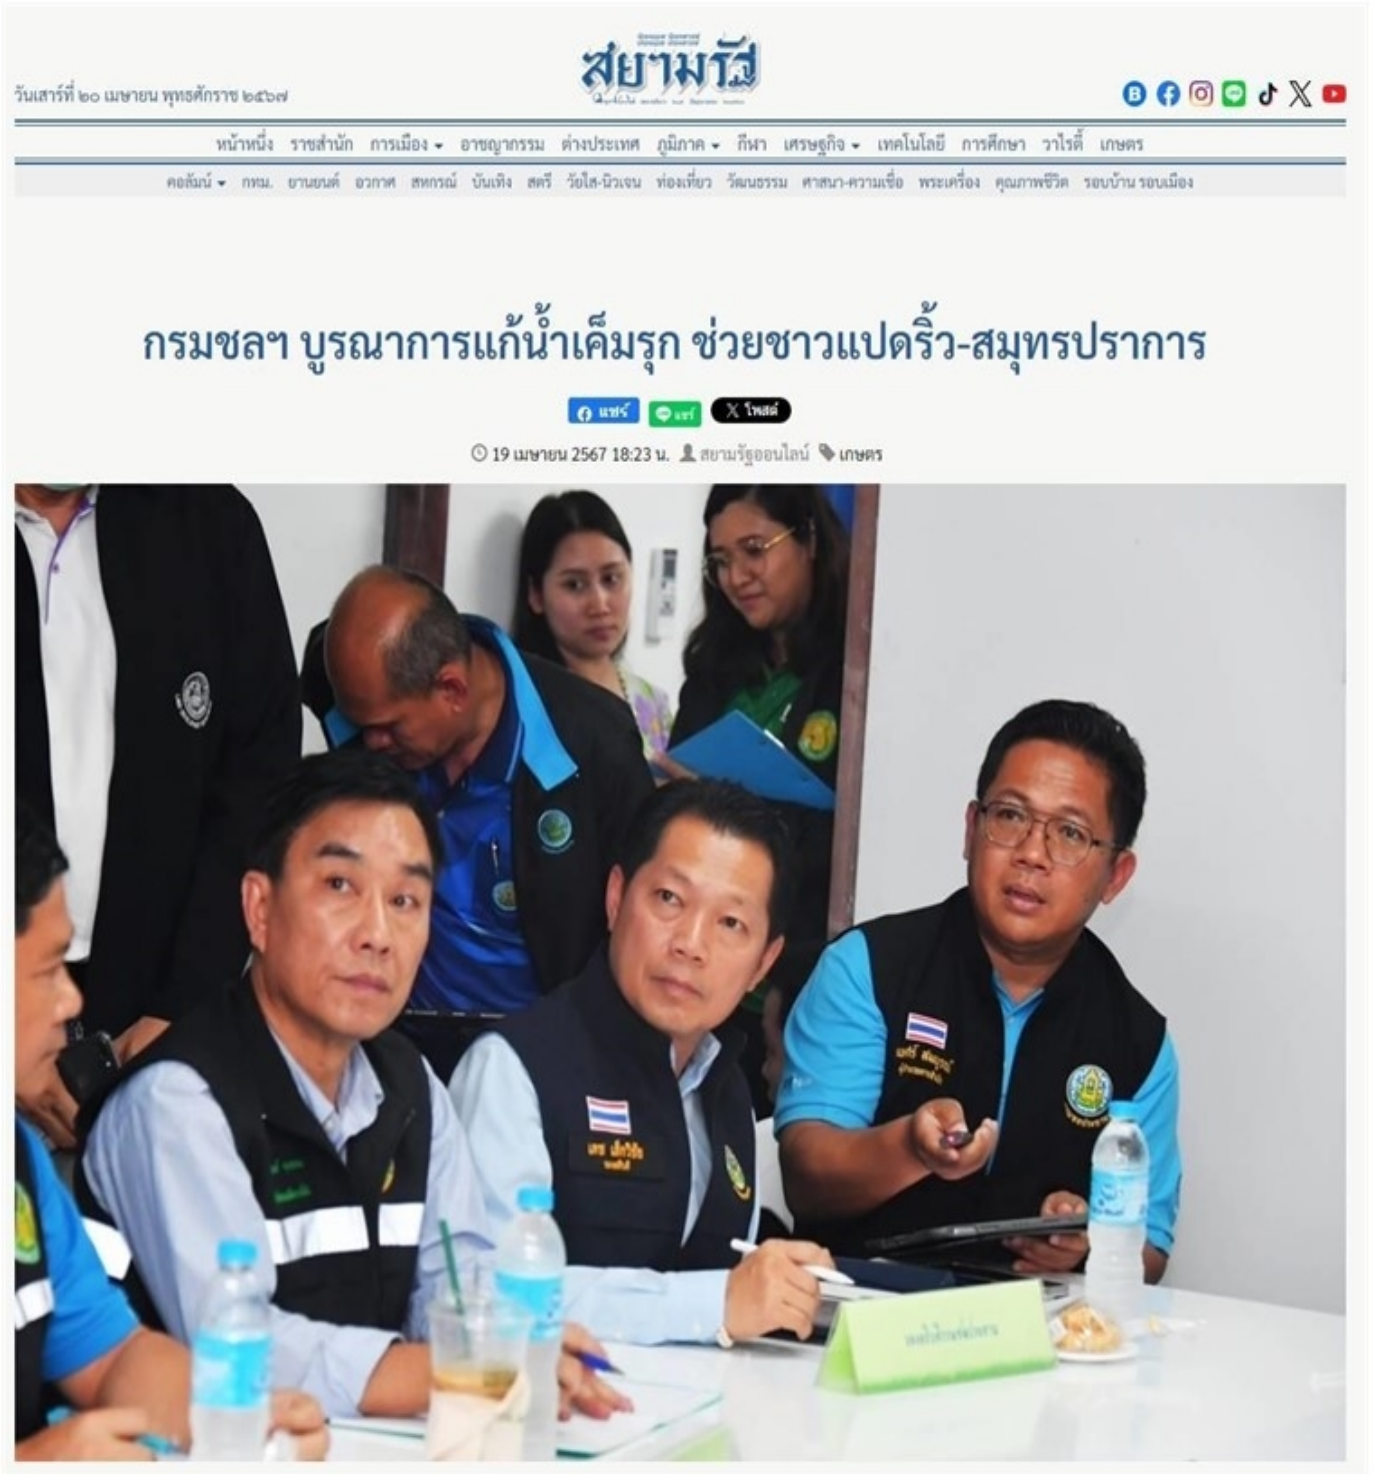 สยามรัฐ
วันเสาร์ที่ ๒๐ เมษายน พุทธศักราช ๒๕๖๗
หน้าหนึ่ง ราชสำนัก การเมือง อาชญากรรม ต่างประเทศ ภูมิภาค กีฬา เศรษฐกิจ เทคโนโลยี การศึกษา วาไรตี้ เกษตร
คอลัมน์ กทม. ยานยนต์ อวกาศ สหกรณ์ บันเทิง สตรี วัยใส-นิวเจน ท่องเที่ยว วัฒนธรรม ศาสนา-ความเชื่อ พระเครื่อง คุณภาพชีวิต รอบบ้าน รอบเมือง
กรมชลฯ บูรณาการแก้น้ำเค็มรุก ช่วยชาวแปดริ้ว-สมุทรปราการ
แชร์ แชร์ โพสต์
19 เมษายน 2567 18:23 น. สยามรัฐออนไลน์ เกษตร
เดช เล็กวิชัย